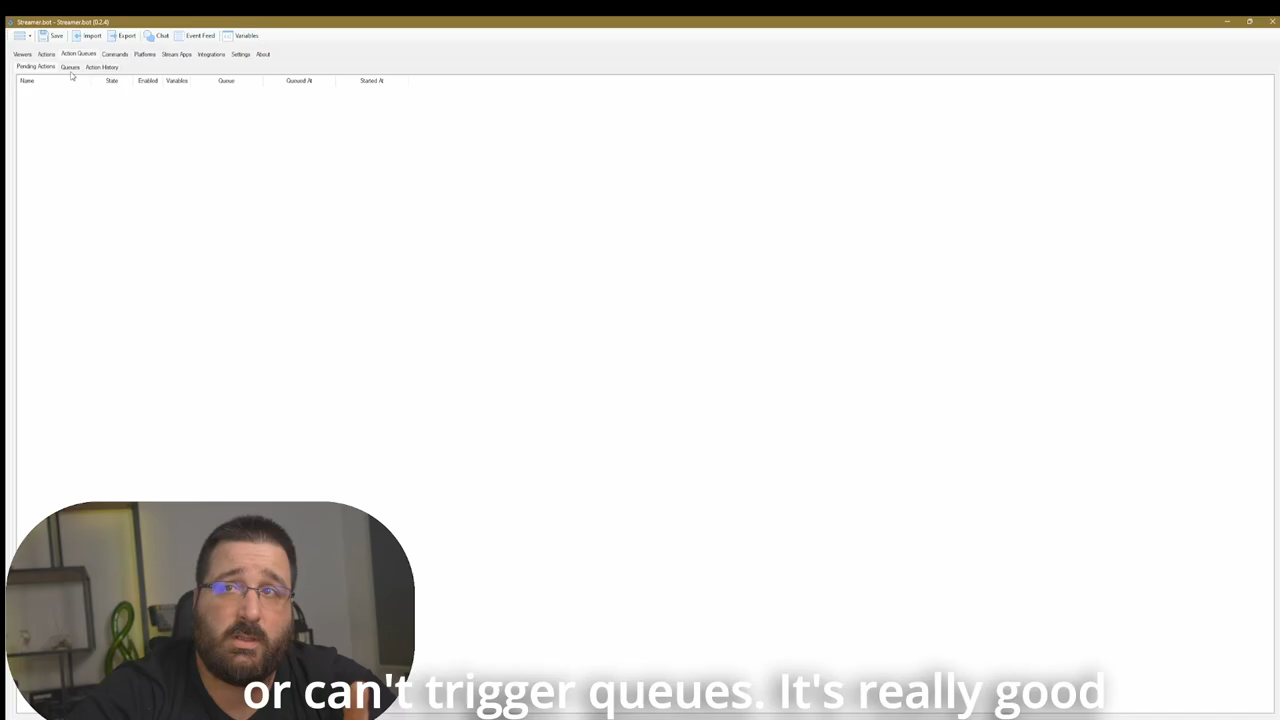 Streamer.bot - Streamer.bot (0.2.4)
Save Import Export Chat Event Feed Variables
Viewers Actions Action Queues Commands Platforms Stream Apps Integrations Settings About
Pending Actions Queues Action History
Name State Enabled Variables Queue Queued At Started At
or can't trigger queues. It's really good